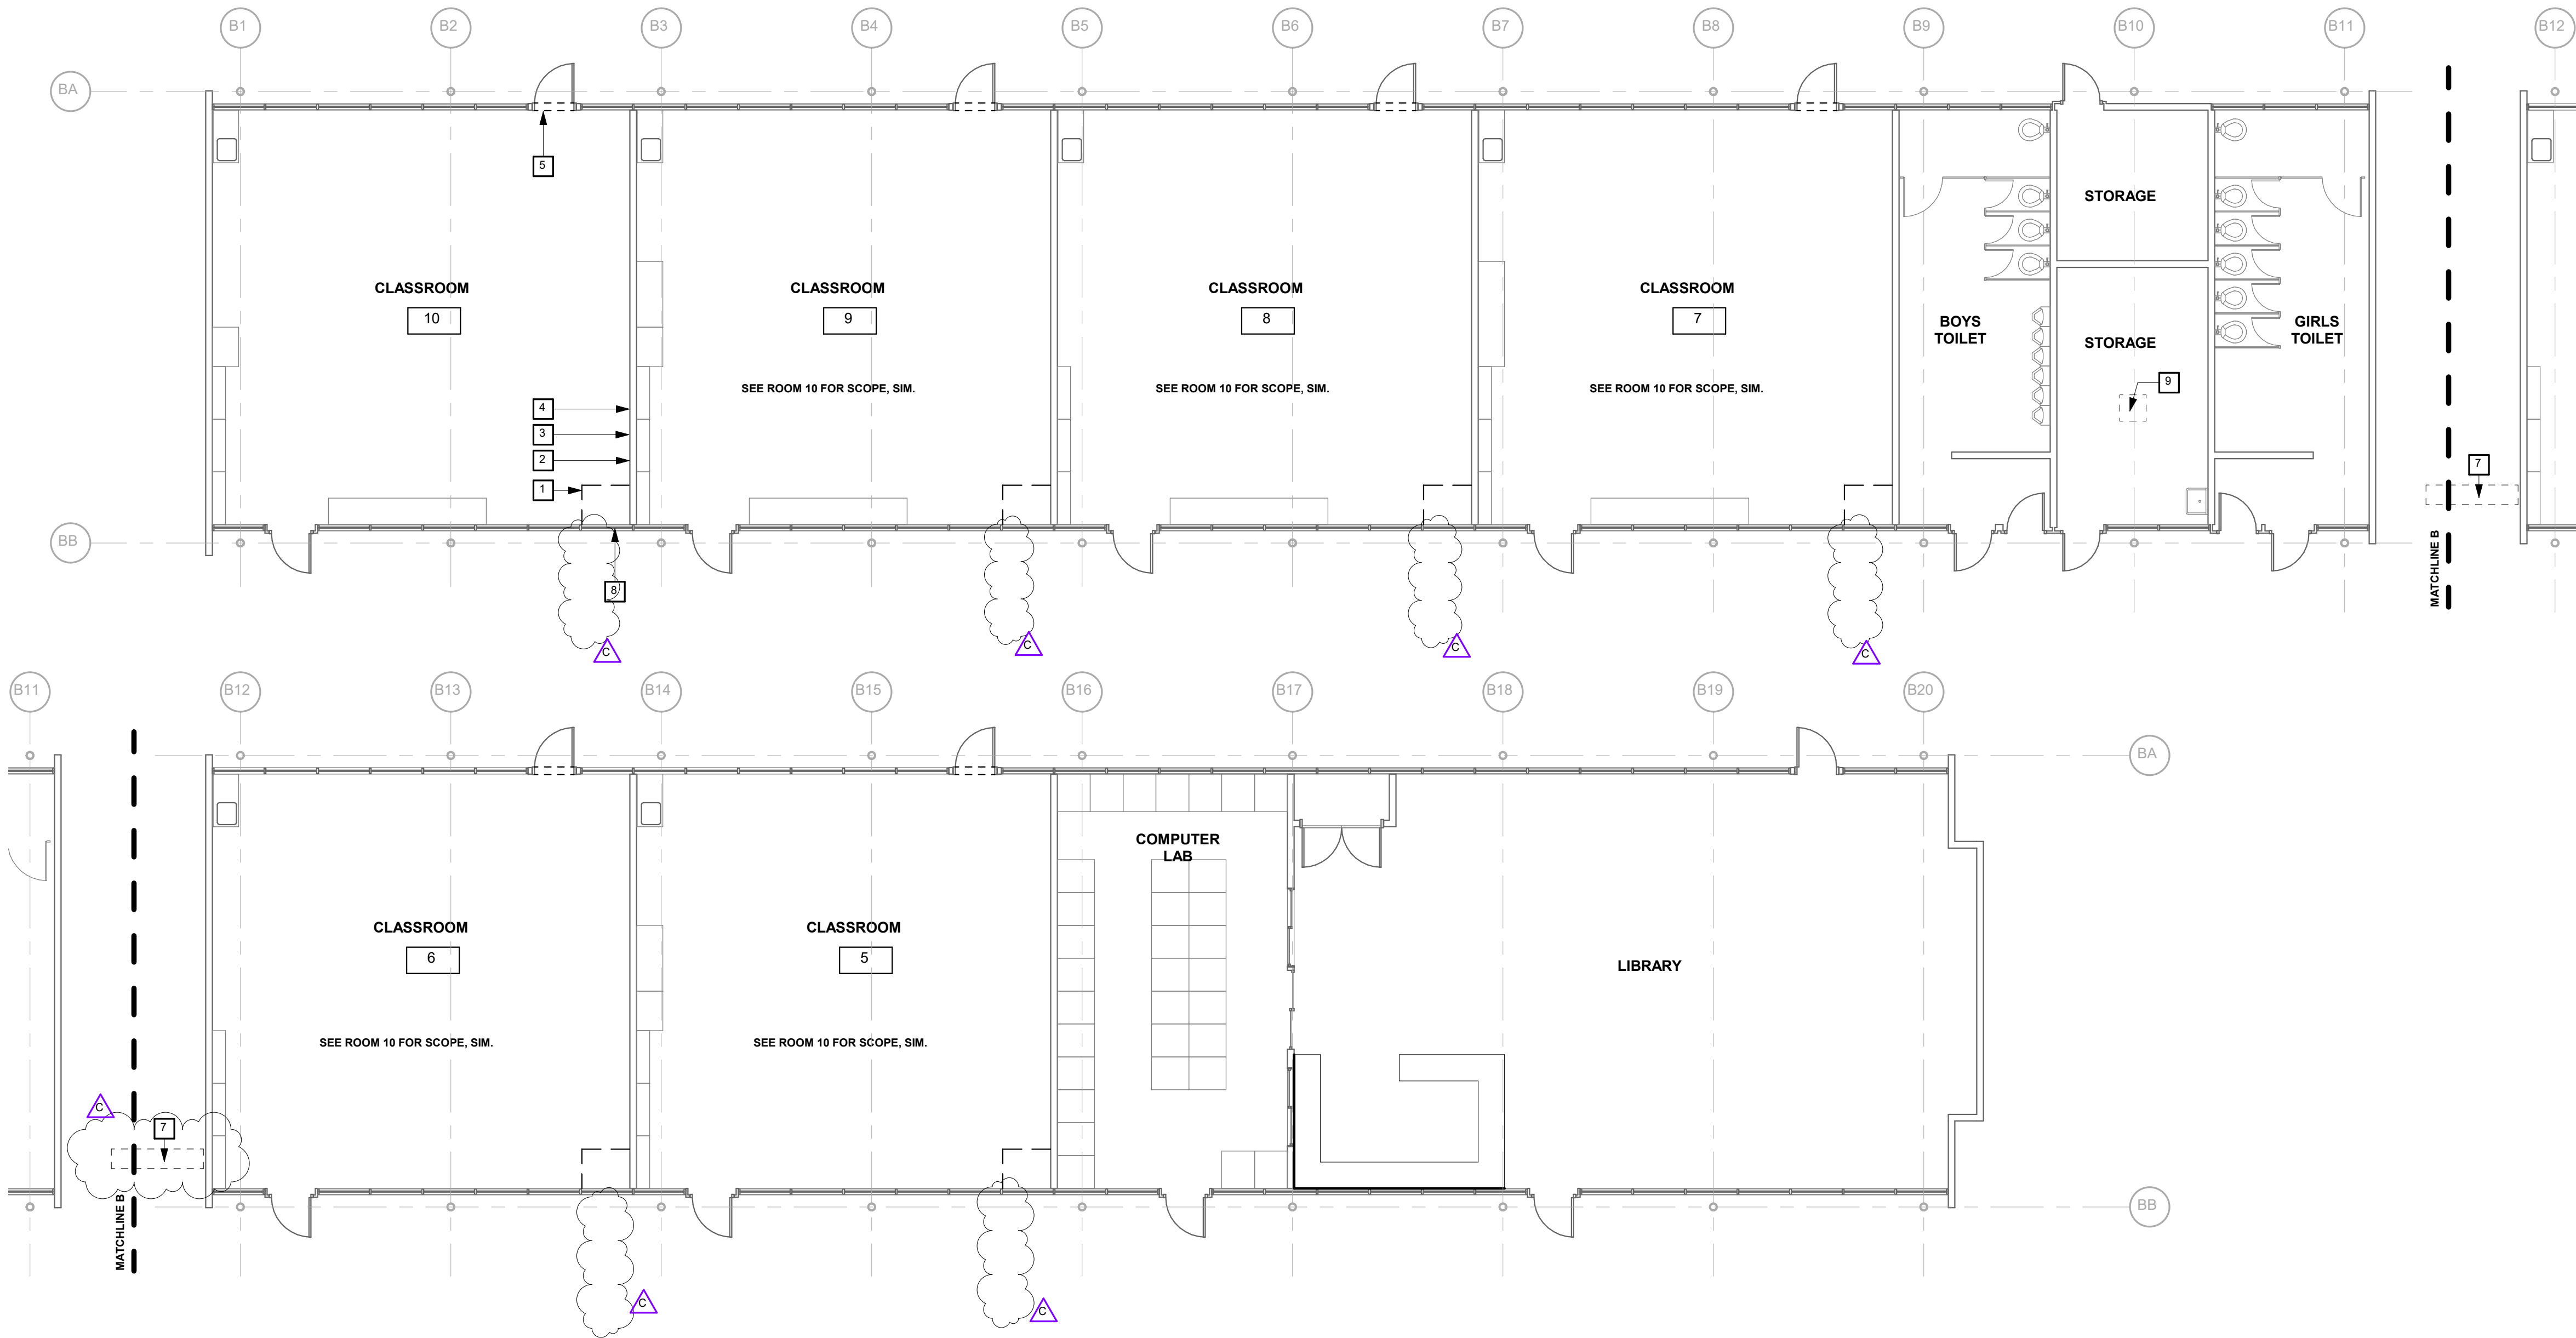 B1 B2 B3 B4 B5 B6 B7 B8 B9 B10 B11 B12
BA
5
STORAGE
CLASSROOM CLASSROOM CLASSROOM CLASSROOM
10 9 8 7
BOYS
TOILET
STORAGE
GIRLS
TOILET
SEE ROOM 10 FOR SCOPE, SIM. SEE ROOM 10 FOR SCOPE, SIM. SEE ROOM 10 FOR SCOPE, SIM.
9
4
3
2
1
7
BB
MATCHLINE B
8
C C C C
B11 B12 B13 B14 B15 B16 B17 B18 B19 B20
BA
COMPUTER
LAB
CLASSROOM CLASSROOM
6 5
LIBRARY
SEE ROOM 10 FOR SCOPE, SIM. SEE ROOM 10 FOR SCOPE, SIM.
C
7
BB
MATCHLINE B
C C